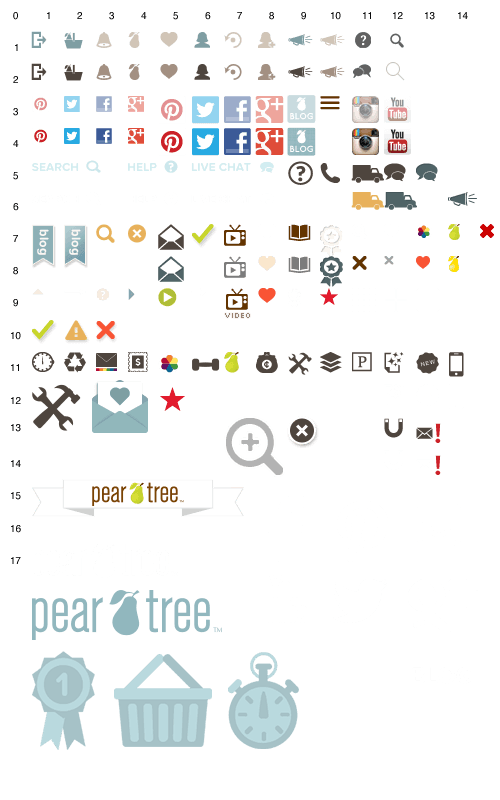 0 1 2 3 4 5 6 7 8 9 10 11 12 13 14
1
2
3
BLOG You Tube
4
BLOG You Tube
5 SEARCH HELP ? LIVE CHAT ?
6
7 blog blog
8
9 ? VIDEO
10 !
11 $ P NEW
12
13 !
14 !
15 pear tree™
16
17
pear tree™
1